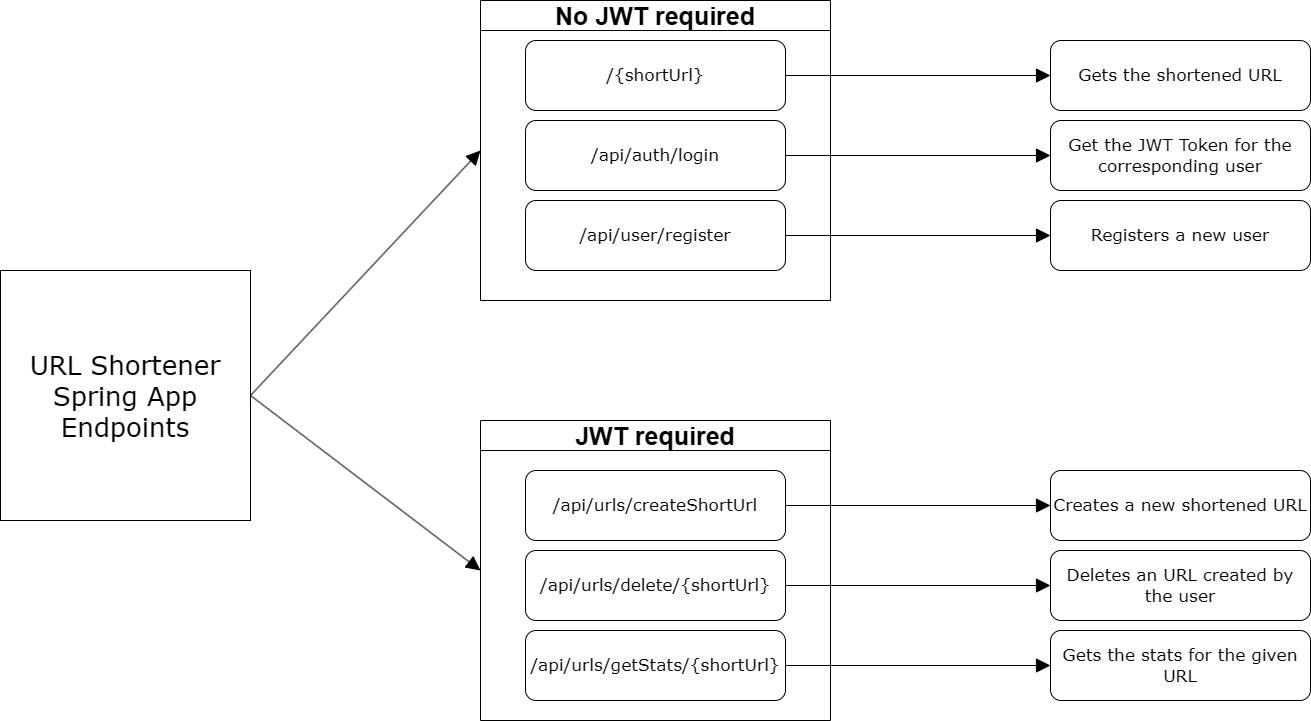 No JWT required
/{shortUrl}
Gets the shortened URL
/api/auth/login
Get the JWT Token for the
corresponding user
/api/user/register
Registers a new user
URL Shortener
Spring App
Endpoints
JWT required
/api/urls/createShortUrl
Creates a new shortened URL
/api/urls/delete/{shortUrl}
Deletes an URL created by
the user
/api/urls/getStats/{shortUrl}
Gets the stats for the given
URL